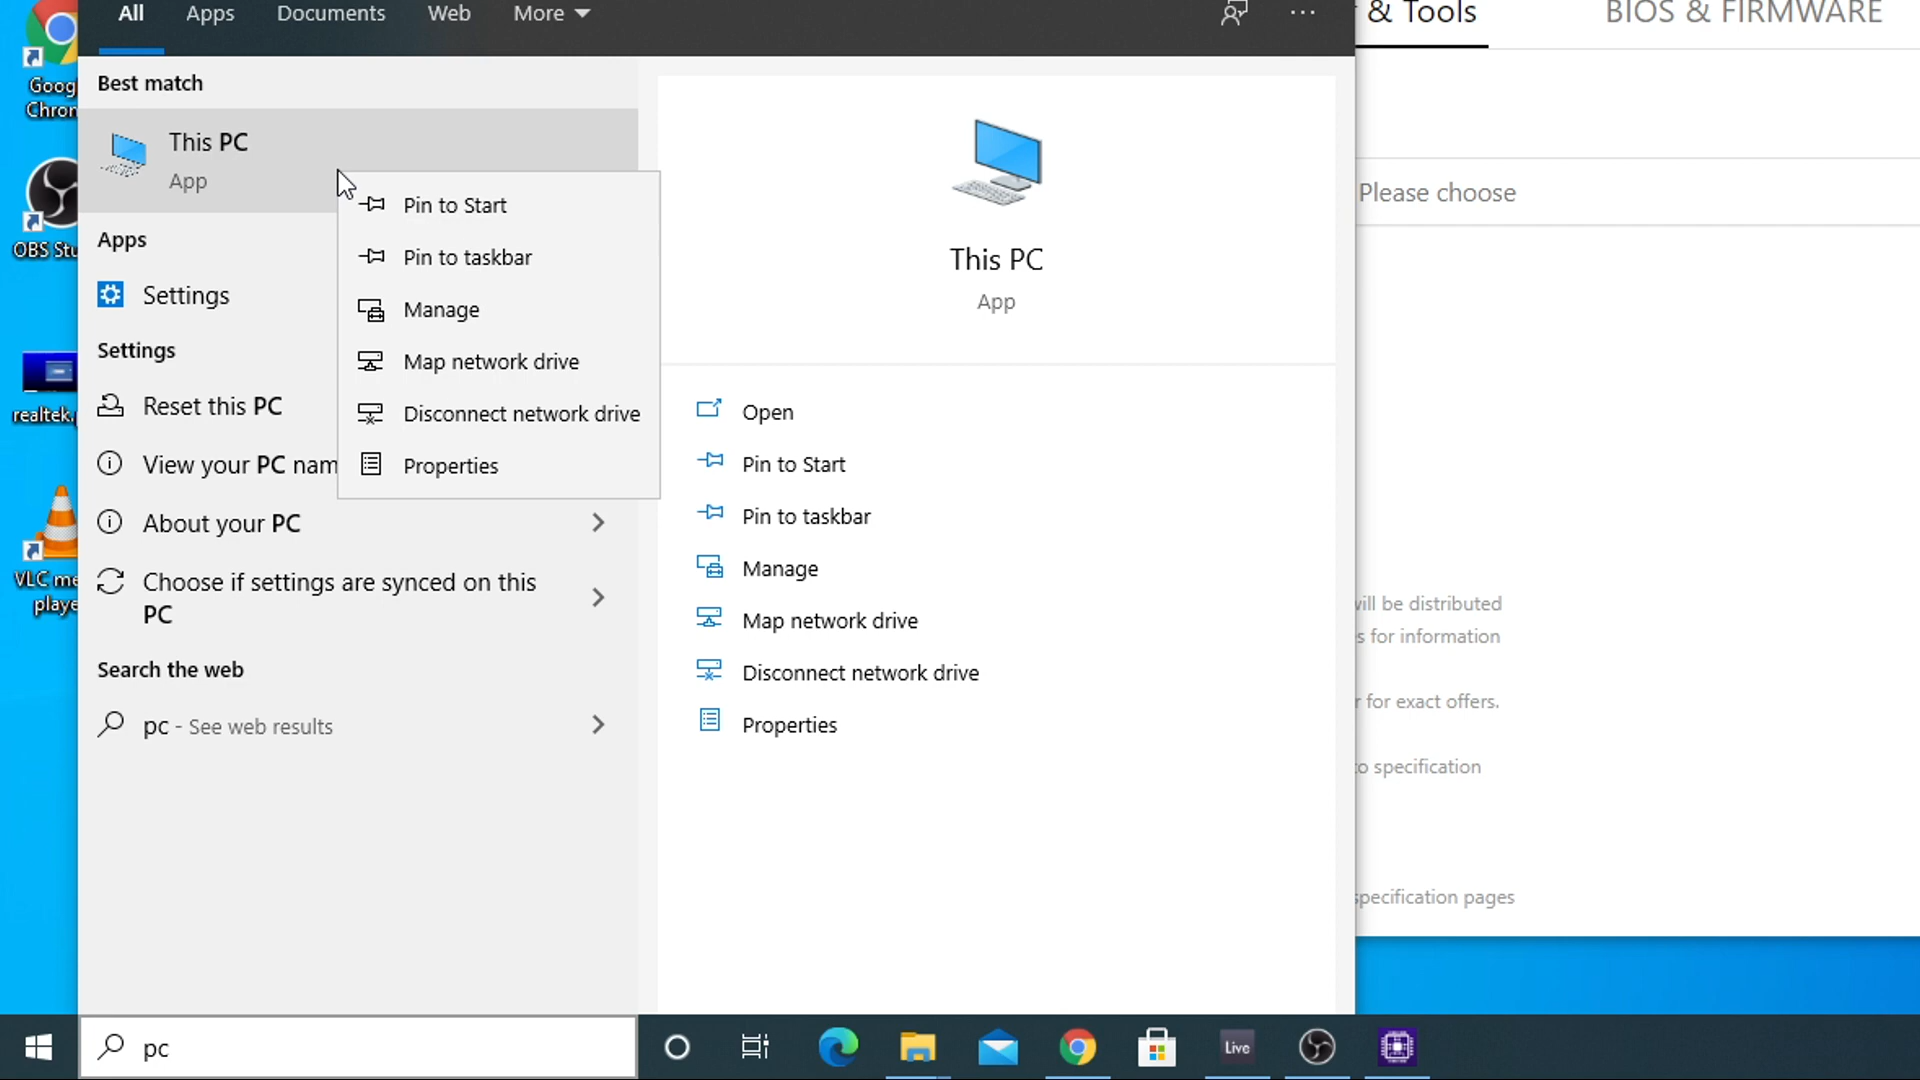 All Apps Documents Web More
& Tools BIOS & FIRMWARE
Best match
This PC
App
Apps
Settings
Settings
Reset this PC
View your PC nam
About your PC
Choose if settings are synced on this
PC
Search the web
pc - See web results
Pin to Start
Pin to taskbar
Manage
Map network drive
Disconnect network drive
Properties
This PC
App
Open
Pin to Start
Pin to taskbar
Manage
Map network drive
Disconnect network drive
Properties
Please choose
will be distributed
s for information
r for exact offers.
to specification
specification pages
Goog
Chron
OBS Stu
realtek.
VLC me
playe
pc
Live